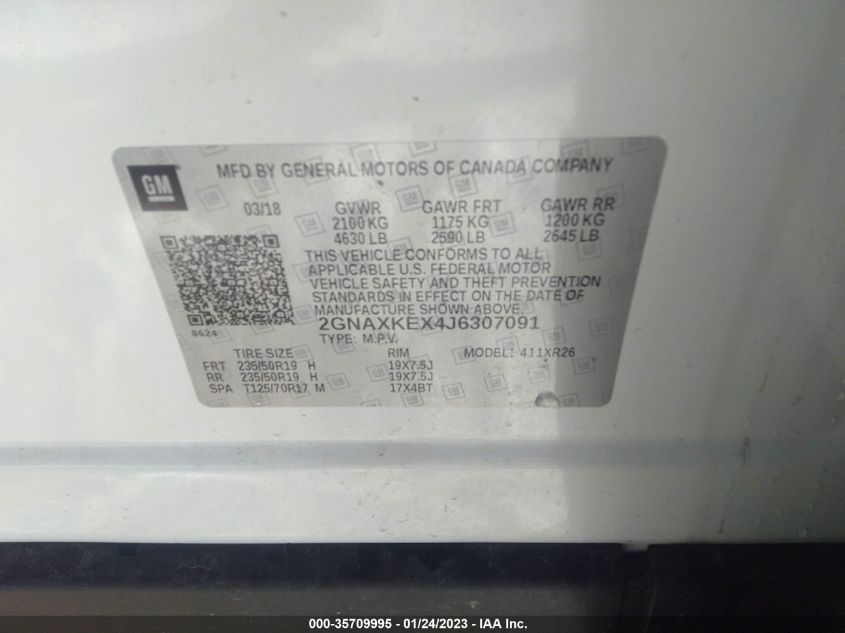 GM
MFD BY GENERAL MOTORS OF CANADA COMPANY
03/18 GVWR GAWR FRT GAWR RR
2100 KG 1175 KG 1200 KG
4630 LB 2590 LB 2645 LB
THIS VEHICLE CONFORMS TO ALL
APPLICABLE U.S. FEDERAL MOTOR
VEHICLE SAFETY AND THEFT PREVENTION
STANDARDS IN EFFECT ON THE DATE OF
MANUFACTURE SHOWN ABOVE.
8624 2GNAXKEX4J6307091
TYPE: M.P.V.
TIRE SIZE RIM MODEL: 411XR26
FRT 235/50R19 H 19X7.5J
RR 235/50R19 H 19X7.5J
SPA T125/70R17 M 17X4BT
000-35709995 - 01/24/2023 - IAA Inc.